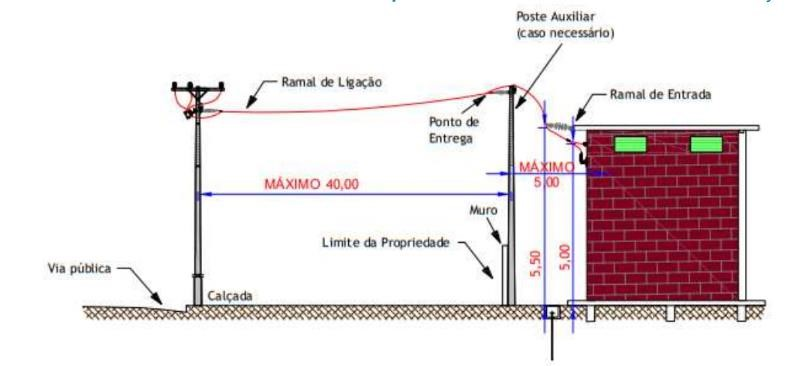 Poste Auxiliar
(caso necessário)
Ramal de Ligação
Ramal de Entrada
Ponto de
Entrega
MÁXIMO
5,00
MÁXIMO 40,00
Muro
Limite da Propriedade
5,50
5,00
Via pública
Calçada